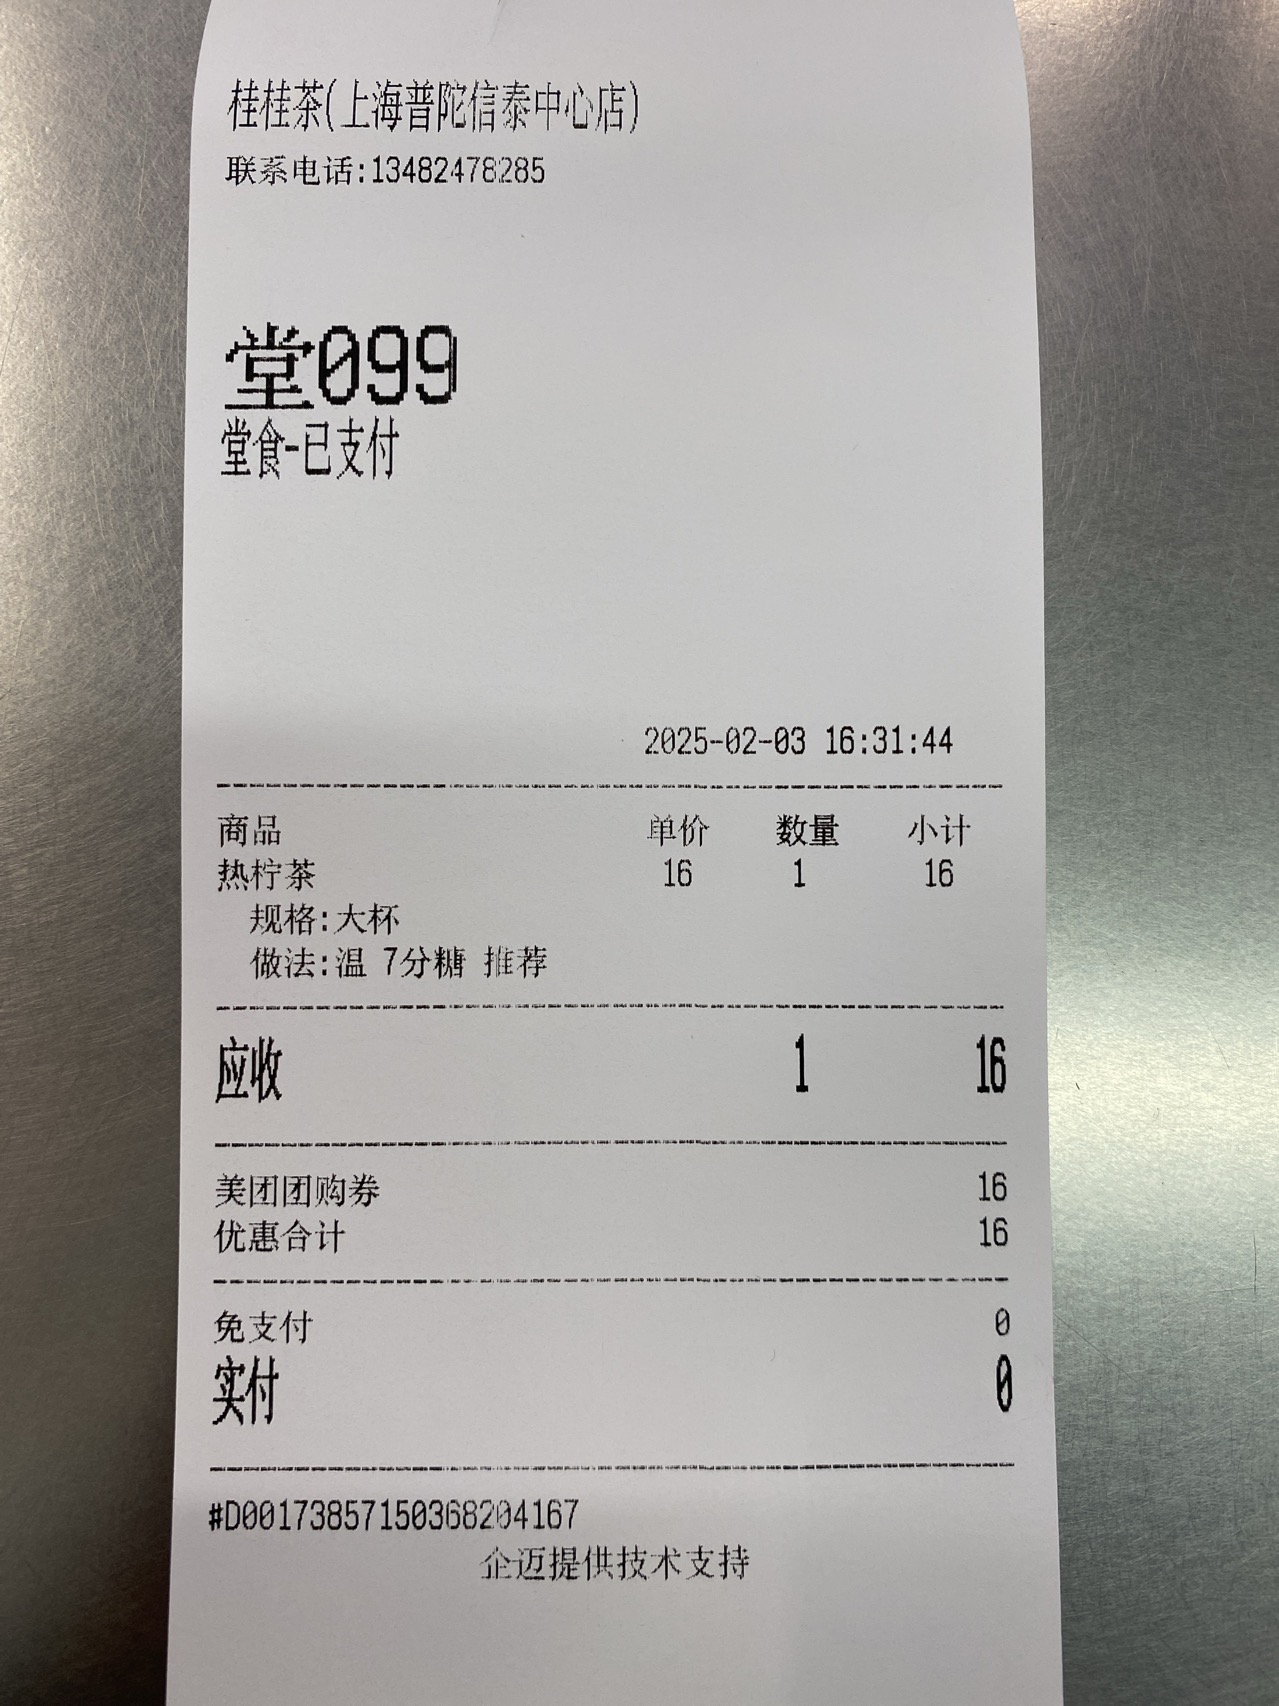 桂桂茶(上海普陀信泰中心店)
联系电话:13482478285
堂099
堂食-已支付
2025-02-03 16:31:44
商品 单价 数量 小计
热柠茶 16 1 16
规格:大杯
做法:温 7分糖 推荐
应收 1 16
美团团购券 16
优惠合计 16
免支付 0
实付 0
#D001738571503682​04167
企迈提供技术支持